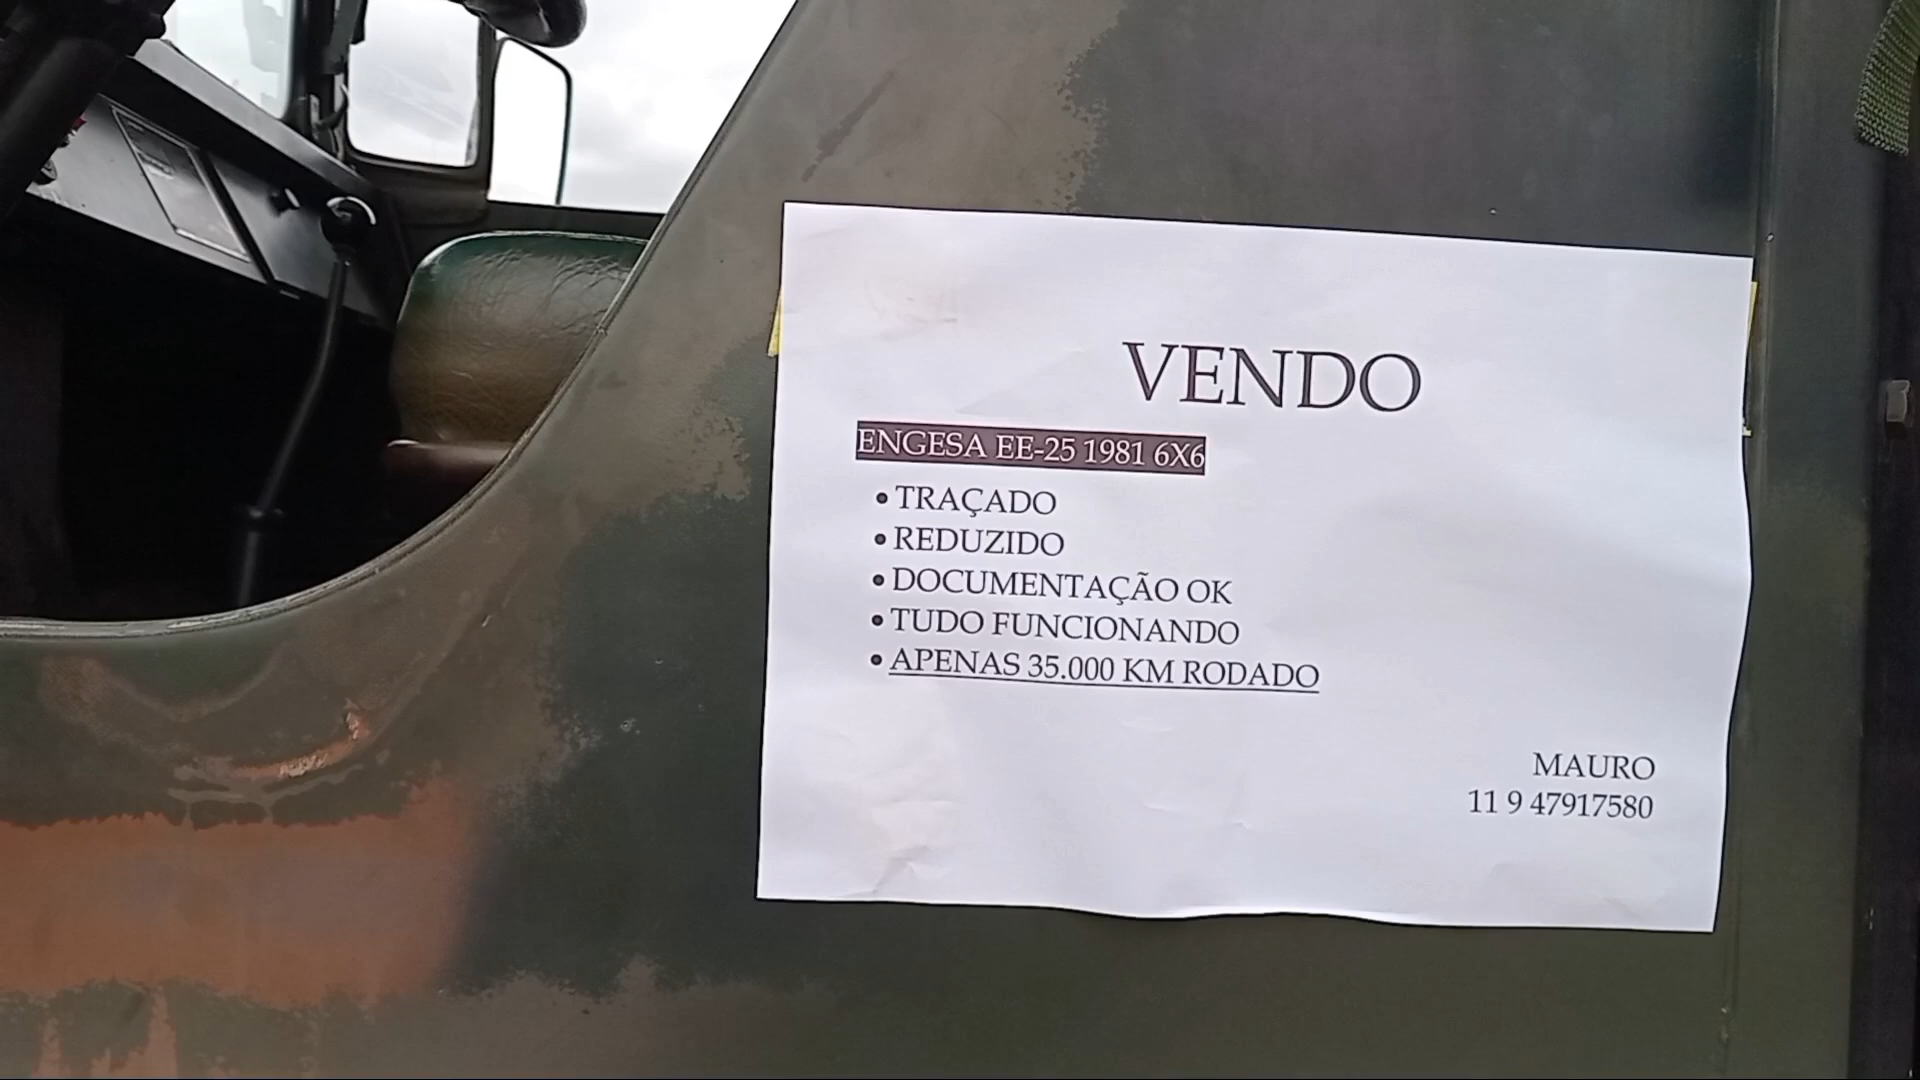 VENDO
ENGESA EE-25 1981 6X6
• TRAÇADO
• REDUZIDO
• DOCUMENTAÇÃO OK
• TUDO FUNCIONANDO
• APENAS 35.000 KM RODADO
MAURO
11 9 47917580